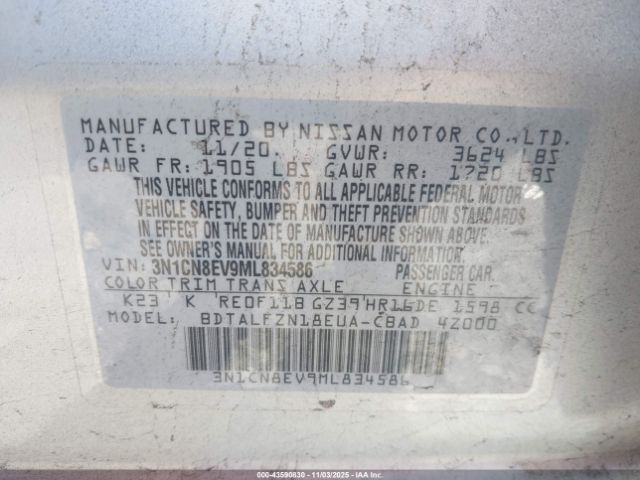 MANUFACTURED BY NISSAN MOTOR CO., LTD.
DATE: 11/20. GVWR: 3624 LBS
GAWR FR: 1905 LBS GAWR RR: 1720 LBS
THIS VEHICLE CONFORMS TO ALL APPLICABLE FEDERAL MOTOR
VEHICLE SAFETY, BUMPER AND THEFT PREVENTION STANDARDS
IN EFFECT ON THE DATE OF MANUFACTURE SHOWN ABOVE.
SEE OWNER'S MANUAL FOR ADDITIONAL INFORMATION
VIN: 3N1CN8EV9ML834586 PASSENGER CAR.
COLOR TRIM TRANS AXLE ENGINE
K23 K RE0F11B GZ39 HR16DE 1598 CC
MODEL: BDTALFZN18EUA-CBAD 4Z000
3N1CN8EV9ML834586
000-43590830 11/03/2025 IAA Inc.